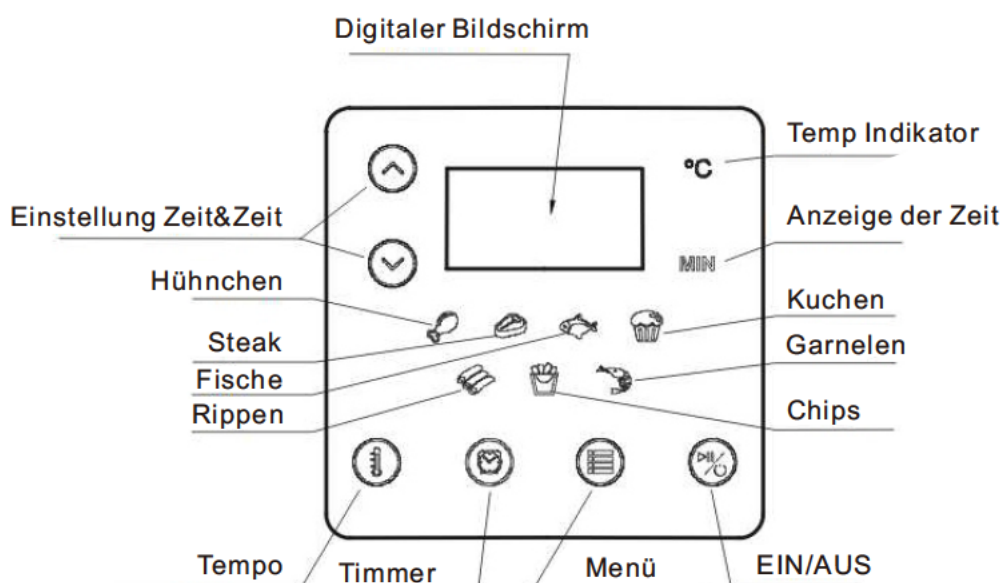 Digitaler Bildschirm
Temp Indikator
°C
Einstellung Zeit&Zeit
Anzeige der Zeit
MIN
Hühnchen
Kuchen
Steak
Garnelen
Fische
Rippen
Chips
Tempo
Timmer
Menü
EIN/AUS